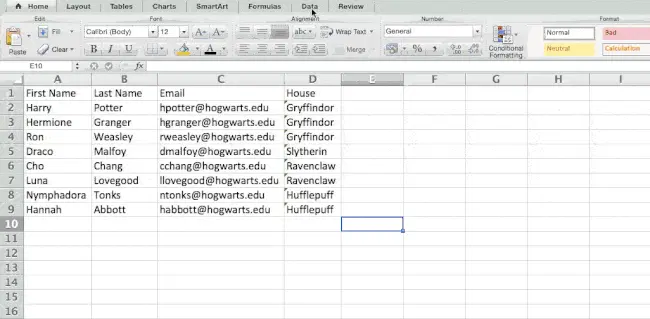 Home Layout Tables Charts SmartArt Formulas Data Review
Edit Font Alignment Number Format
Paste Fill Clear Calibri (Body) 12 A A abc Wrap Text General Conditional Formatting Normal Bad
B I U A Merge % Neutral Calculation
E10 fx
A B C D E F G H I
1 First Name Last Name Email House
2 Harry Potter hpotter@hogwarts.edu Gryffindor
3 Hermione Granger hgranger@hogwarts.edu Gryffindor
4 Ron Weasley rweasley@hogwarts.edu Gryffindor
5 Draco Malfoy dmalfoy@hogwarts.edu Slytherin
6 Cho Chang cchang@hogwarts.edu Ravenclaw
7 Luna Lovegood llovegood@hogwarts.edu Ravenclaw
8 Nymphadora Tonks ntonks@hogwarts.edu Hufflepuff
9 Hannah Abbott habbott@hogwarts.edu Hufflepuff
10
11
12
13
14
15
16